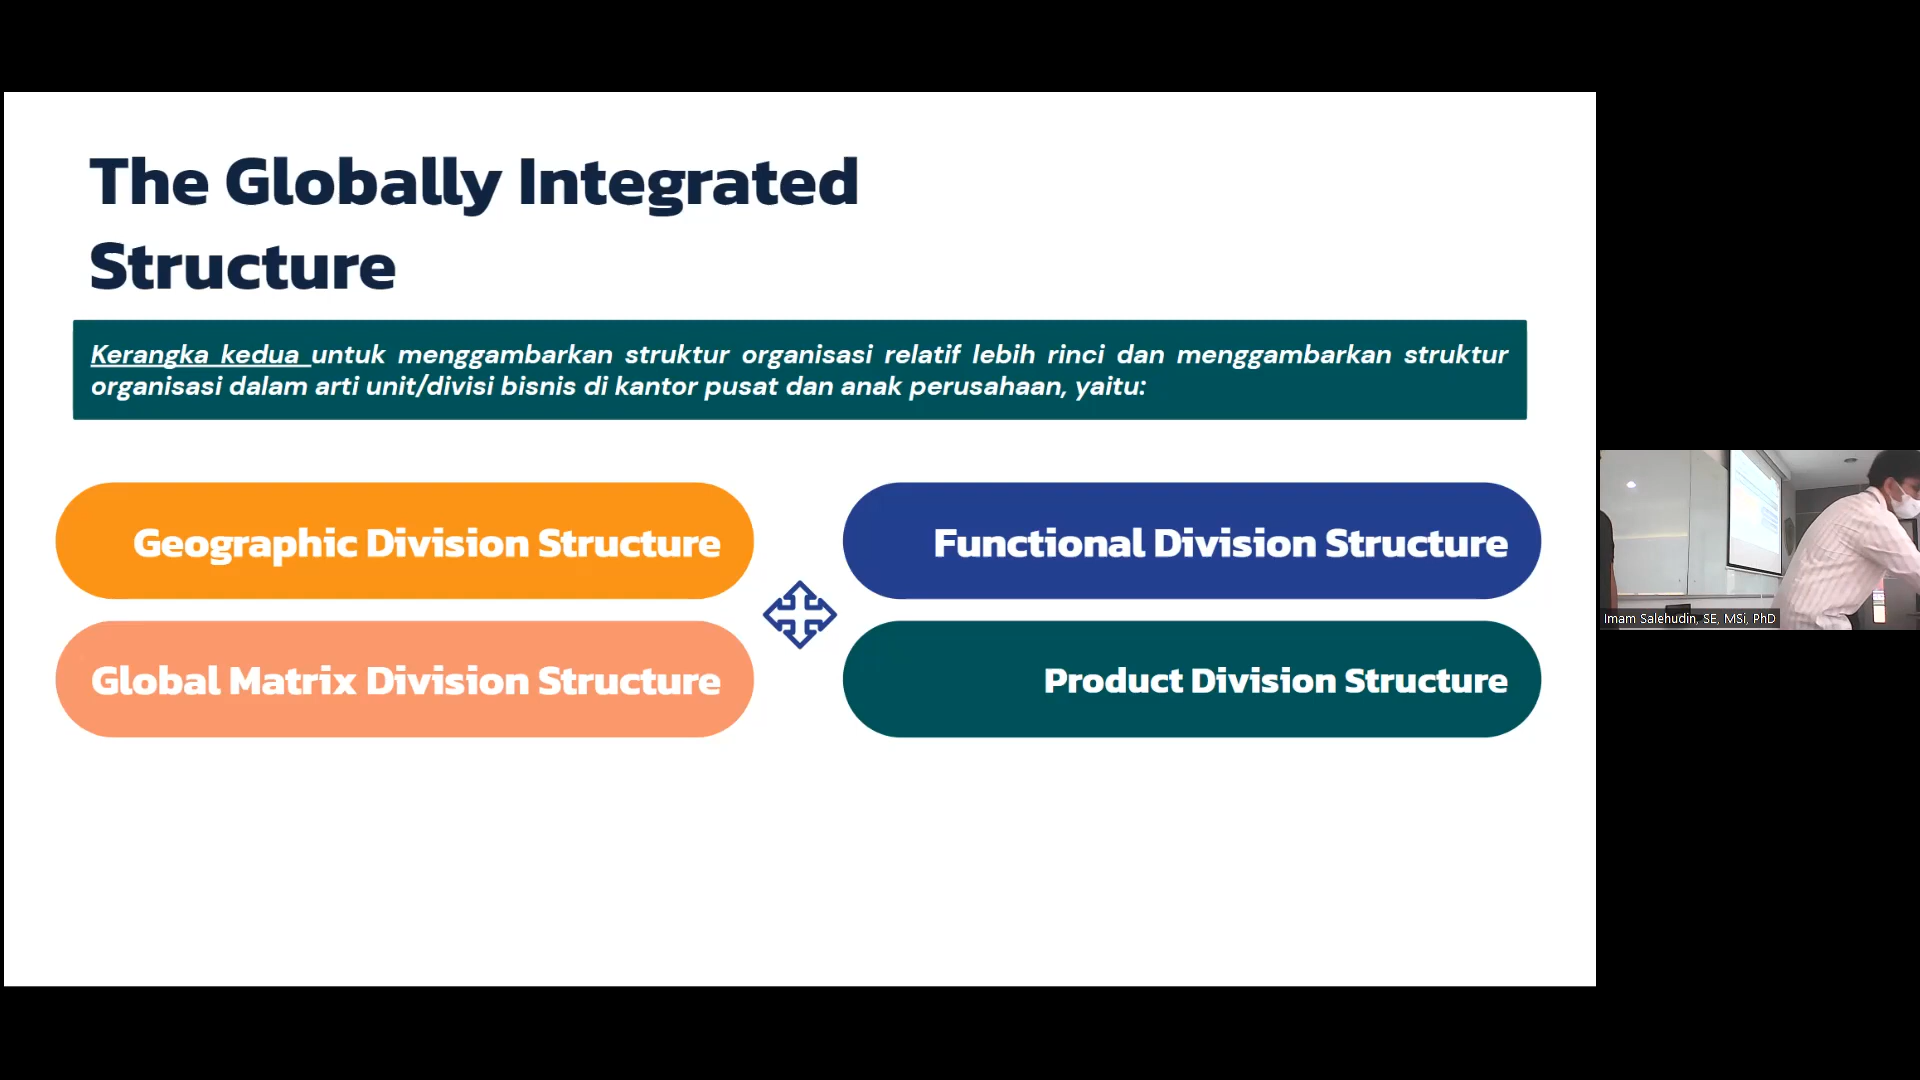 The Globally Integrated
Structure
Kerangka kedua untuk menggambarkan struktur organisasi relatif lebih rinci dan menggambarkan struktur
organisasi dalam arti unit/divisi bisnis di kantor pusat dan anak perusahaan, yaitu:
Geographic Division Structure
Functional Division Structure
Global Matrix Division Structure
Product Division Structure
Imam Salehudin, SE, MSi, PhD